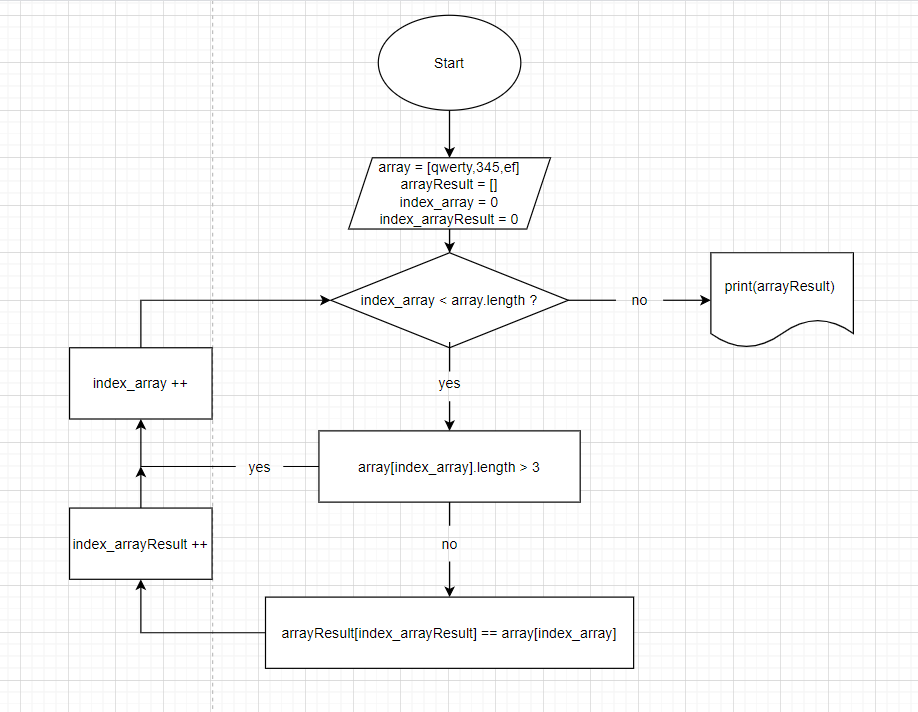 Start
array = [qwerty,345,ef]
arrayResult = []
index_array = 0
index_arrayResult = 0
index_array < array.length ?
no
print(arrayResult)
yes
index_array ++
array[index_array].length > 3
yes
no
index_arrayResult ++
arrayResult[index_arrayResult] == array[index_array]